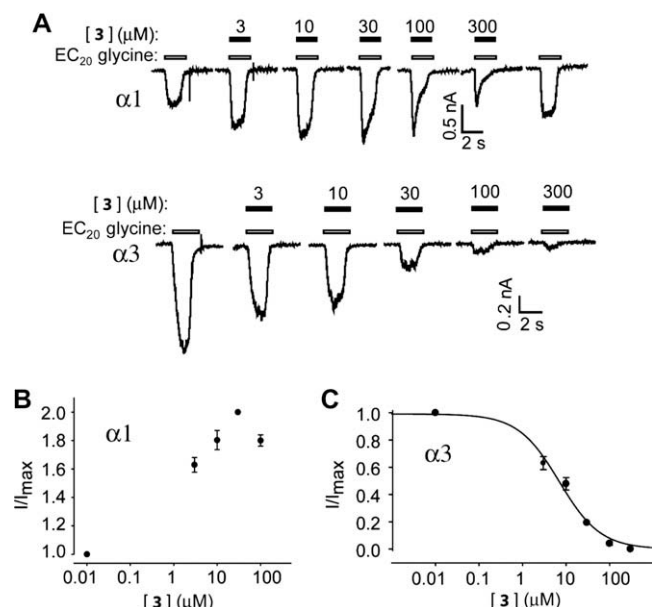 A
[ 3 ] (μM): 3 10 30 100 300
EC₂₀ glycine:
α1
0.5 nA
2 s
[ 3 ] (μM): 3 10 30 100 300
EC₂₀ glycine:
α3
0.2 nA
2 s
B
α1
I/Imax
2.0
1.8
1.6
1.4
1.2
1.0
0.01 0.1 1 10 100
[ 3 ] (μM)
C
α3
I/Imax
1.0
0.8
0.6
0.4
0.2
0.0
0.01 0.1 1 10 100
[ 3 ] (μM)